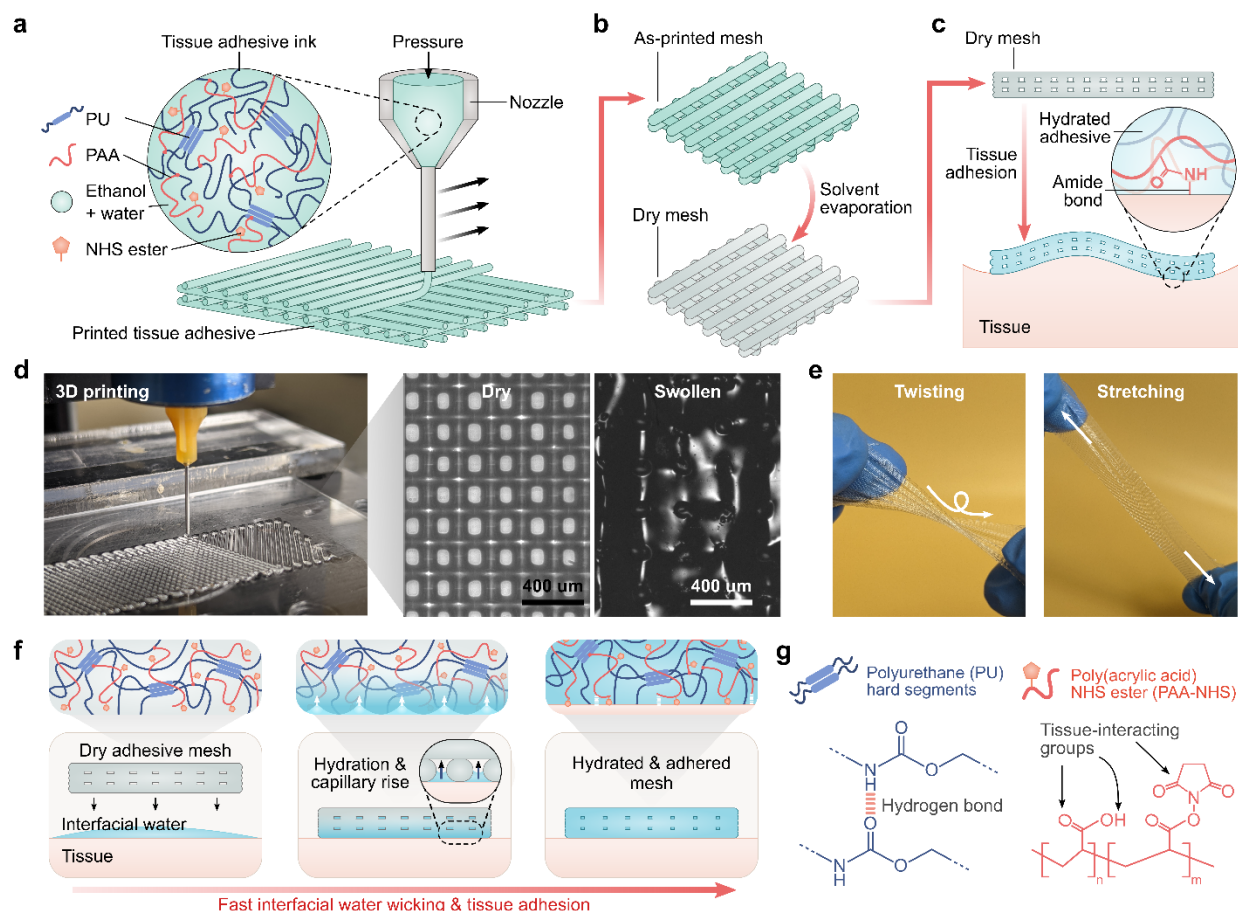 a
Tissue adhesive ink
Pressure
Nozzle
PU
PAA
Ethanol
+ water
NHS ester
Printed tissue adhesive
b
As-printed mesh
Solvent
evaporation
Dry mesh
c
Dry mesh
Hydrated
adhesive
Tissue
adhesion
O
NH
Amide
bond
Tissue
d
3D printing
Dry
400 um
Swollen
400 um
e
Twisting
Stretching
f
Dry adhesive mesh
Interfacial water
Tissue
Hydration &
capillary rise
Hydrated & adhered
mesh
Fast interfacial water wicking & tissue adhesion
g
Polyurethane (PU)
hard segments
O
N
H
O
Hydrogen bond
O
N
H
O
Poly(acrylic acid)
NHS ester (PAA-NHS)
Tissue-interacting
groups
O
N
O
O
OH
O
O
n
m